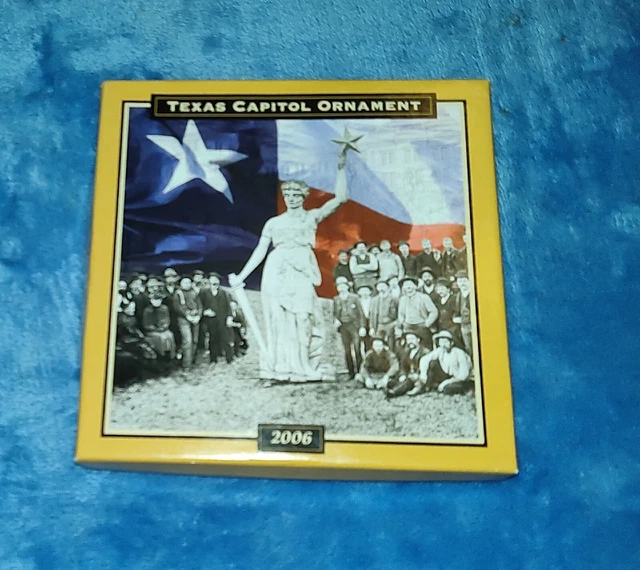 TEXAS CAPITOL ORNAMENT
2006